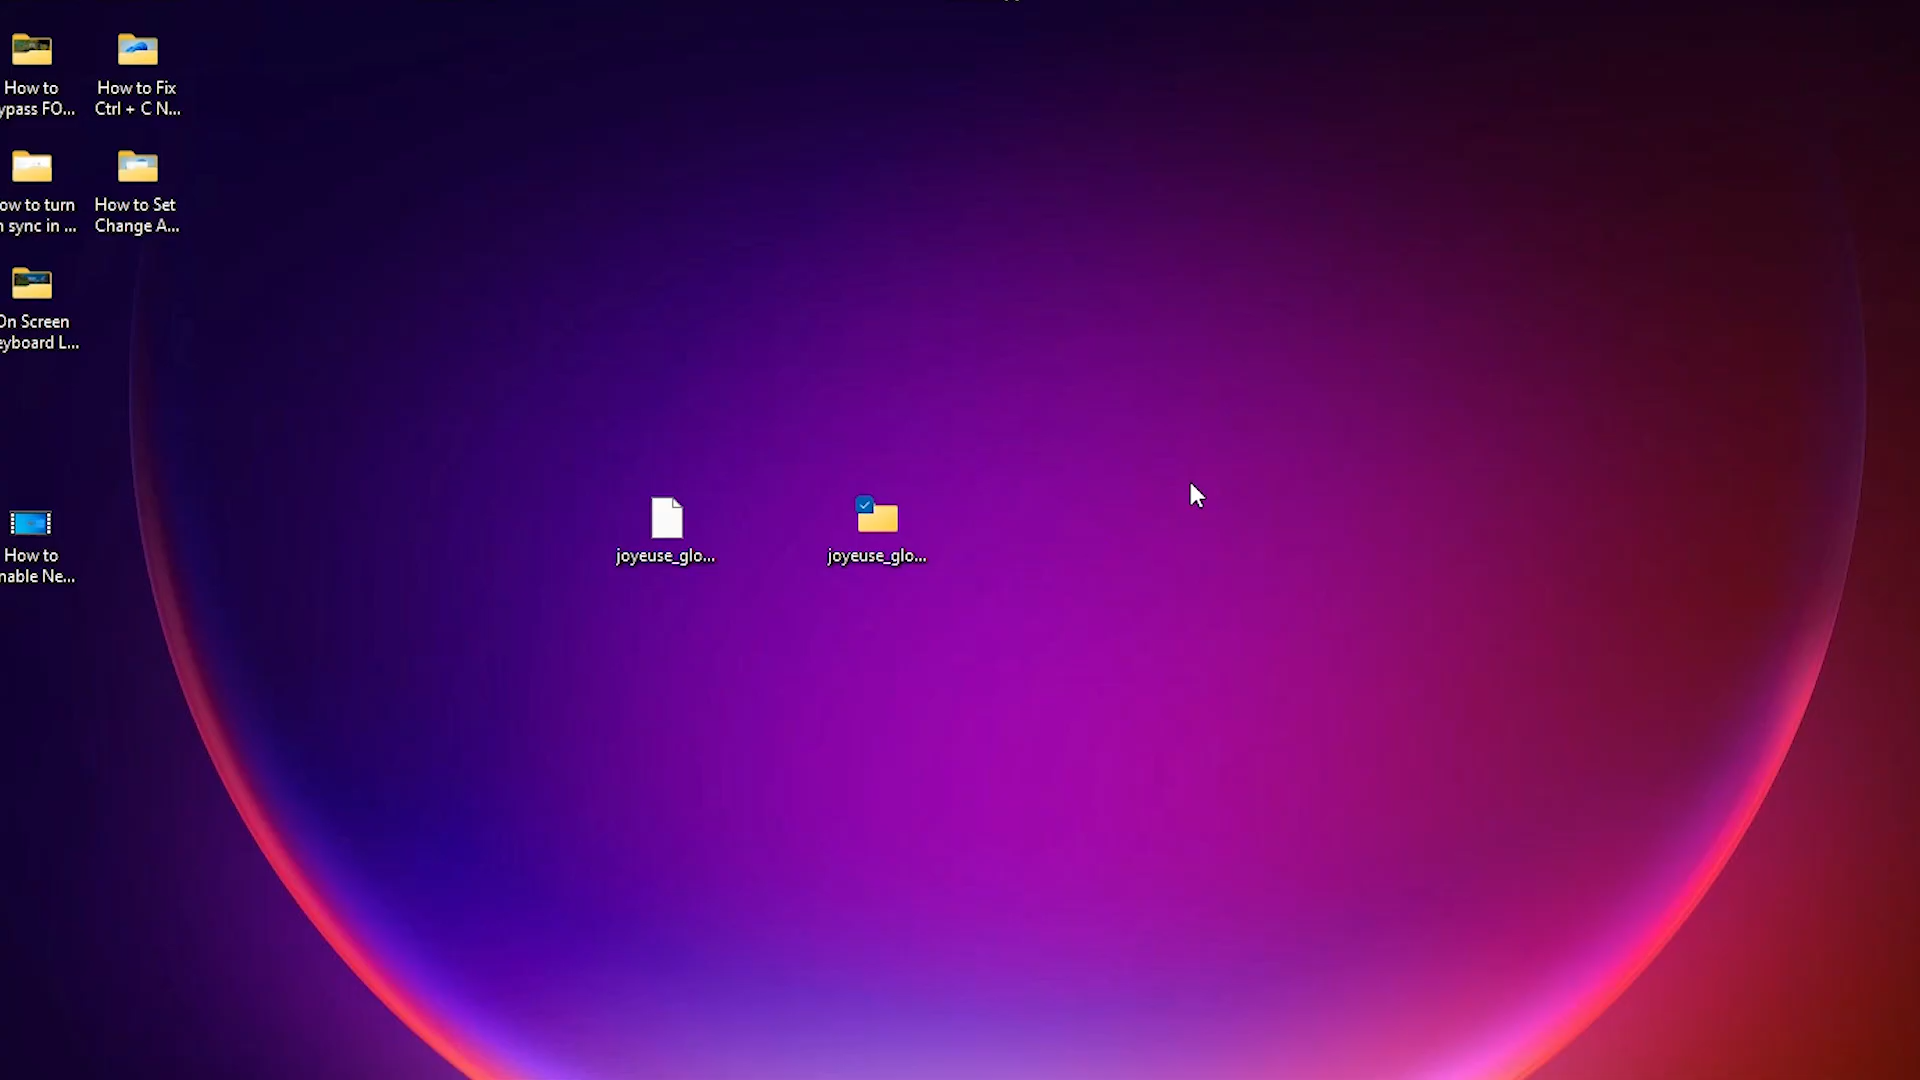 How to
ypass FO...
How to Fix
Ctrl + C N...
ow to turn
n sync in ...
How to Set
Change A...
On Screen
eyboard L...
How to
nable Ne...
joyeuse_glo...
joyeuse_glo...